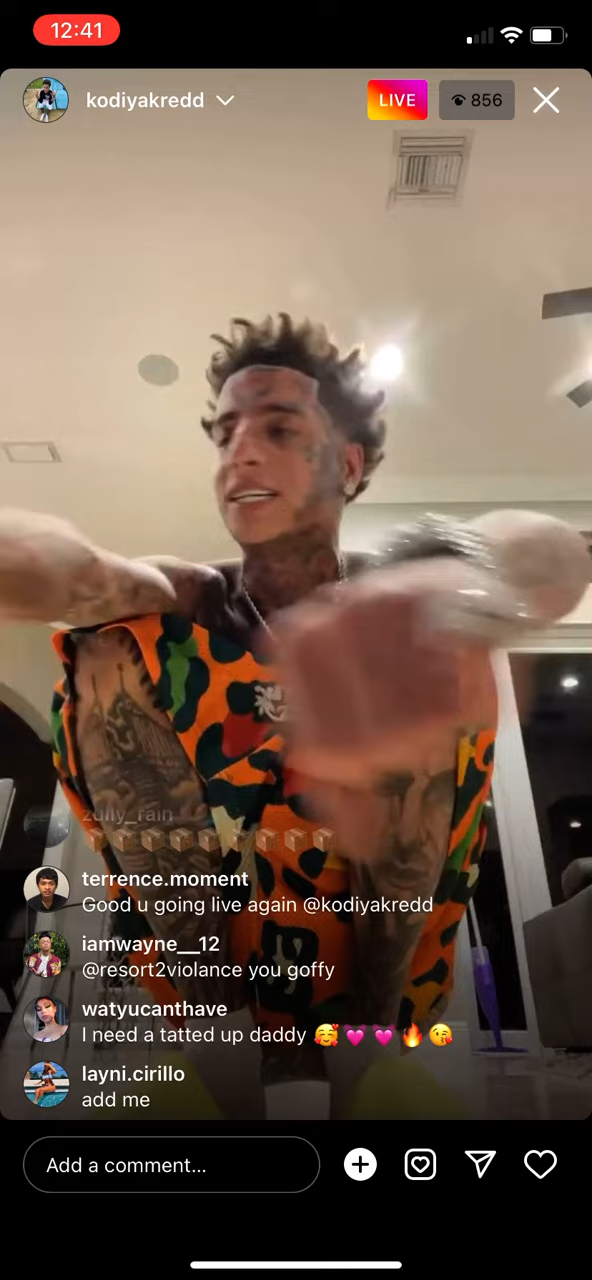 12:41
kodiyakredd
LIVE
856
zully_rain
📦📦📦📦📦📦📦📦📦
terrence.moment
Good u going live again @kodiyakredd
iamwayne__12
@resort2violance you goffy
watyucanthave
I need a tatted up daddy 🥰💓💓🔥😘
layni.cirillo
add me
Add a comment...